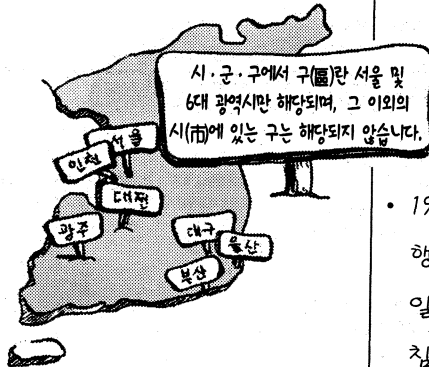 시·군·구에서 구(區)란 서울 및
6대 광역시만 해당되며, 그 이외의
시(市)에 있는 구는 해당되지 않습니다.
서울
인천
대전
광주
대구
울산
부산
• 19
행
일
침